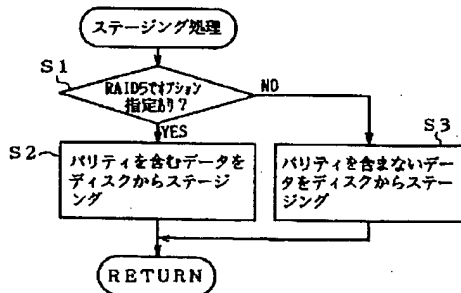 ステージング処理
S1
RAID5でオプション
指定あり?
NO
YES
S2
パリティを含むデータを
ディスクからステージ
ング
S3
パリティを含まないデー
タをディスクからステー
ジング
RETURN